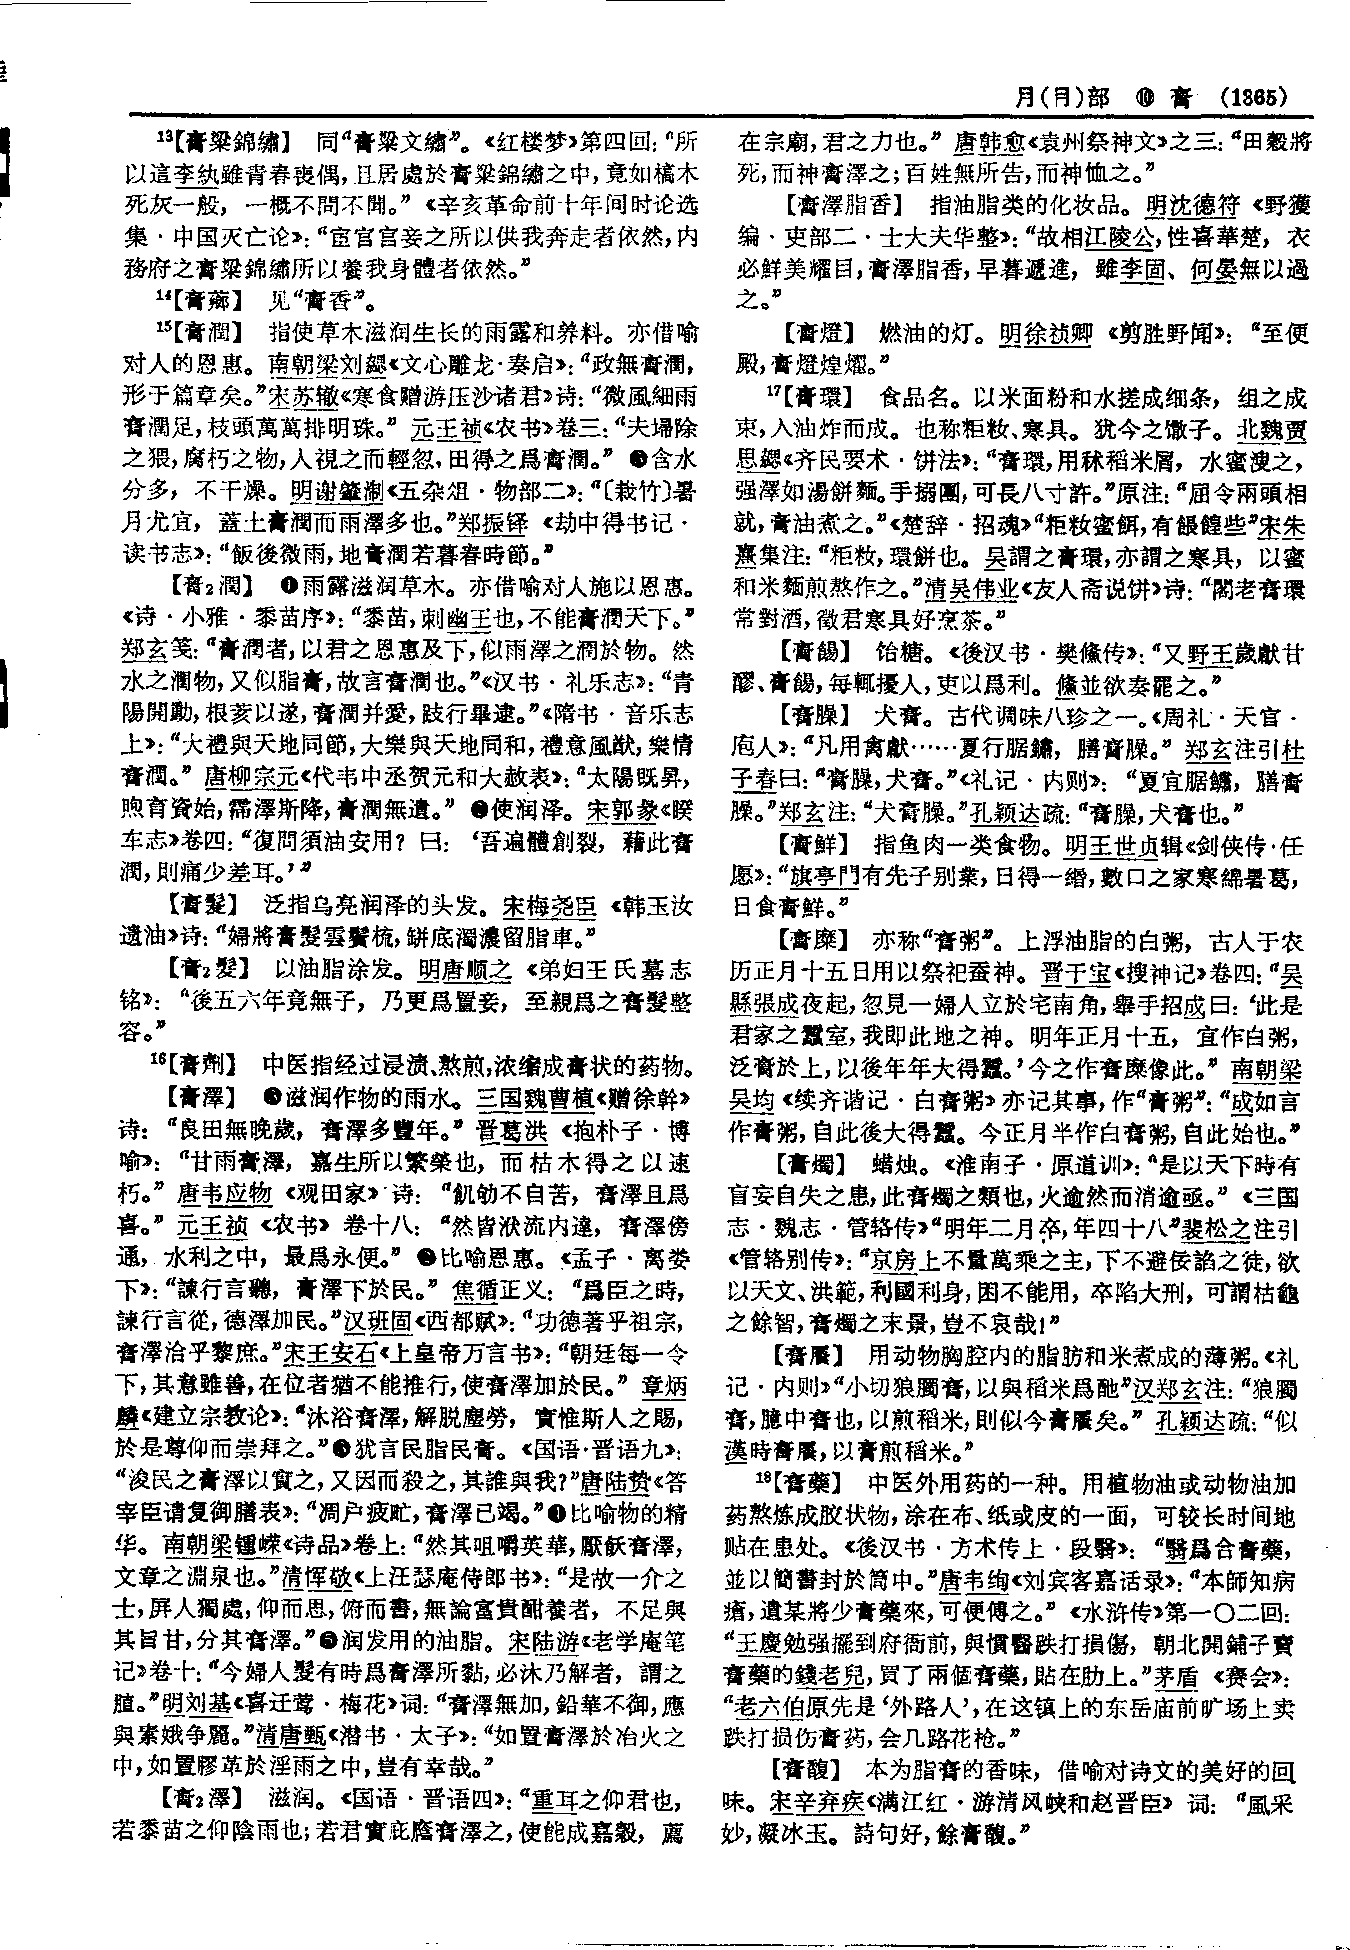 月(⺼)部 ⑩ 膏 (1365)
¹³【膏粱錦繡】 同“膏粱文繡”。《红楼梦》第四回：“所
以這李紈雖青春喪偶，且居處於膏粱錦繡之中，竟如槁木
死灰一般， 一概不問不聞。”《辛亥革命前十年间时论选
集·中国灭亡论》：“宦官宫妾之所以供我奔走者依然，内
務府之膏粱錦繡所以養我身體者依然。”
¹⁴【膏薌】 见“膏香”。
¹⁵【膏潤】 指使草木滋润生长的雨露和养料。亦借喻
对人的恩惠。南朝梁刘勰《文心雕龙·奏启》：“政無膏潤，
形于篇章矣。”宋苏辙《寒食赠游压沙诸君》诗：“微風細雨
膏潤足，枝頭萬萬排明珠。”元王祯《农书》卷三：“夫埽除
之猥，腐朽之物，人視之而輕忽，田得之爲膏潤。”❷含水
分多，不干燥。明谢肇淛《五杂俎·物部二》：“〔栽竹〕暑
月尤宜，蓋土膏潤而雨澤多也。”郑振铎《劫中得书记·
读书志》：“飯後微雨，地膏潤若暮春時節。”
【膏₂潤】 ❶雨露滋润草木。亦借喻对人施以恩惠。
《诗·小雅·黍苗序》：“黍苗，刺幽王也，不能膏潤天下。”
郑玄笺：“膏潤者，以君之恩惠及下，似雨澤之潤於物。然
水之潤物，又似脂膏，故言膏潤也。”《汉书·礼乐志》：“青
陽開動，根荄以遂，膏潤并愛，跂行畢逮。”《隋书·音乐志
上》：“大禮與天地同節，大樂與天地同和，禮意風猷，樂情
膏潤。”唐柳宗元《代韦中丞贺元和大赦表》：“太陽既昇，
煦育資始，霈澤斯降，膏潤無遺。”❷使润泽。宋郭彖《睽
车志》卷四：“復問須油安用？曰：‘吾遍體創裂，藉此膏
潤，則痛少差耳。’”
【膏髮】 泛指乌亮润泽的头发。宋梅尧臣《韩玉汝
遗油》诗：“婦將膏髮雲鬢梳，缾底濁濃留脂車。”
【膏₂髮】 以油脂涂发。明唐顺之《弟妇王氏墓志
铭》：“後五六年竟無子，乃更爲置妾，至親爲之膏髮整
容。”
¹⁶【膏劑】 中医指经过浸渍、熬煎，浓缩成膏状的药物。
【膏澤】 ❶滋润作物的雨水。三国魏曹植《赠徐幹》
诗：“良田無晚歲，膏澤多豐年。”晋葛洪《抱朴子·博
喻》：“甘雨膏澤，嘉生所以繁榮也，而枯木得之以速
朽。”唐韦应物《观田家》诗：“飢劬不自苦，膏澤且爲
喜。”元王祯《农书》卷十八：“然皆洑流内達，膏澤傍
通，水利之中，最爲永便。”❷比喻恩惠。《孟子·离娄
下》：“諫行言聽，膏澤下於民。”焦循正义：“爲臣之時，
諫行言從，德澤加民。”汉班固《西都赋》：“功德著乎祖宗，
膏澤洽乎黎庶。”宋王安石《上皇帝万言书》：“朝廷每一令
下，其意雖善，在位者猶不能推行，使膏澤加於民。”章炳
麟《建立宗教论》：“沐浴膏澤，解脱塵勞，實惟斯人之賜，
於是尊仰而崇拜之。”❸犹言民脂民膏。《国语·晋语九》：
“浚民之膏澤以實之，又因而殺之，其誰與我？”唐陆贽《答
宰臣请复御膳表》：“凋户疲甿，膏澤已竭。”❹比喻物的精
华。南朝梁锺嵘《诗品》卷上：“然其咀嚼英華，厭飫膏澤，
文章之淵泉也。”清恽敬《上汪瑟庵侍郎书》：“是故一介之
士，屏人獨處，仰而思，俯而書，無論富貴酣養者，不足與
其旨甘，分其膏澤。”❺润发用的油脂。宋陆游《老学庵笔
记》卷十：“今婦人髮有時爲膏澤所黏，必沐乃解者，謂之
脏。”明刘基《喜迁莺·梅花》词：“膏澤無加，鉛華不御，應
與素娥争麗。”清唐甄《潜书·太子》：“如置膏澤於冶火之
中，如置膠革於淫雨之中，豈有幸哉。”
【膏₂澤】 滋润。《国语·晋语四》：“重耳之仰君也，
若黍苗之仰陰雨也；若君實庇廕膏澤之，使能成嘉穀，薦
在宗廟，君之力也。”唐韩愈《袁州祭神文》之三：“田穀將
死，而神膏澤之；百姓無所告，而神恤之。”
【膏澤脂香】 指油脂类的化妆品。明沈德符《野獲
编·吏部二·士大夫华整》：“故相江陵公，性喜華楚，衣
必鮮美耀目，膏澤脂香，早暮遞進，雖李固、何晏無以過
之。”
【膏燈】 燃油的灯。明徐祯卿《剪胜野闻》：“至便
殿，膏燈煌熠。”
¹⁷【膏環】 食品名。以米面粉和水搓成细条，组之成
束，入油炸而成。也称粔籹、寒具。犹今之馓子。北魏贾
思勰《齐民要术·饼法》：“膏環，用秫稻米屑，水蜜溲之，
强澤如湯餅麵。手搦團，可長八寸許。”原注：“屈令兩頭相
就，膏油煮之。”《楚辞·招魂》“粔籹蜜餌，有餦餭些”宋朱
熹集注：“粔籹，環餅也。吴謂之膏環，亦謂之寒具，以蜜
和米麵煎熬作之。”清吴伟业《友人斋说饼》诗：“閣老膏環
常對酒，徵君寒具好烹茶。”
【膏餳】 饴糖。《後汉书·樊儵传》：“又野王歲獻甘
醪、膏餳，每輒擾人，吏以爲利。儵並欲奏罷之。”
【膏臊】 犬膏。古代调味八珍之一。《周礼·天官·
庖人》：“凡用禽獻……夏行腒鱐，膳膏臊。”郑玄注引杜
子春曰：“膏臊，犬膏。”《礼记·内则》：“夏宜腒鱐，膳膏
臊。”郑玄注：“犬膏臊。”孔颖达疏：“膏臊，犬膏也。”
【膏鮮】 指鱼肉一类食物。明王世贞辑《剑侠传·任
愿》：“旗亭門有先子别業，日得一緡，數口之家寒綿暑葛，
日食膏鮮。”
【膏糜】 亦称“膏粥”。上浮油脂的白粥，古人于农
历正月十五日用以祭祀蚕神。晋干宝《搜神记》卷四：“吴
縣張成夜起，忽見一婦人立於宅南角，舉手招成曰：‘此是
君家之蠶室，我即此地之神。明年正月十五，宜作白粥，
泛膏於上，以後年年大得蠶。’今之作膏糜像此。”南朝梁
吴均《续齐谐记·白膏粥》亦记其事，作“膏粥”：“成如言
作膏粥，自此後大得蠶。今正月半作白膏粥，自此始也。”
【膏燭】 蜡烛。《淮南子·原道训》：“是以天下時有
盲妄自失之患，此膏燭之類也，火逾然而消逾亟。”《三国
志·魏志·管辂传》“明年二月卒，年四十八”裴松之注引
《管辂别传》：“京房上不量萬乘之主，下不避佞諂之徒，欲
以天文、洪範，利國利身，困不能用，卒陷大刑，可謂枯龜
之餘智，膏燭之末景，豈不哀哉！”
【膏𩞁】 用动物胸腔内的脂肪和米煮成的薄粥。《礼
记·内则》“小切狼臅膏，以與稻米爲酏”汉郑玄注：“狼臅
膏，臆中膏也，以煎稻米，則似今膏𩞁矣。”孔颖达疏：“似
漢時膏𩞁，以膏煎稻米。”
¹⁸【膏藥】 中医外用药的一种。用植物油或动物油加
药熬炼成胶状物，涂在布、纸或皮的一面，可较长时间地
贴在患处。《後汉书·方术传上·段翳》：“翳爲合膏藥，
並以簡書封於筒中。”唐韦绚《刘宾客嘉话录》：“本師知病
瘡，遺某將少膏藥來，可便傅之。”《水浒传》第一〇二回：
“王慶勉强擺到府衙前，與慣醫跌打損傷，朝北開鋪子賣
膏藥的錢老兒，買了兩個膏藥，貼在肋上。”茅盾《赛会》：
“老六伯原先是‘外路人’，在这镇上的东岳庙前旷场上卖
跌打损伤膏药，会几路花枪。”
【膏馥】 本为脂膏的香味，借喻对诗文的美好的回
味。宋辛弃疾《满江红·游清风峡和赵晋臣》词：“風采
妙，凝冰玉。詩句好，餘膏馥。”